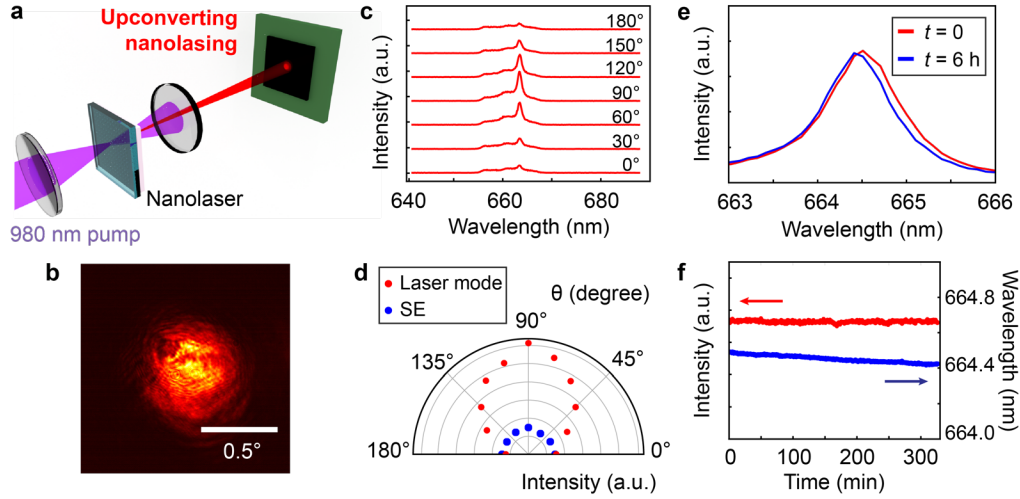 a
Upconverting
nanolasing
Nanolaser
980 nm pump
b
0.5°
c
Intensity (a.u.)
180°
150°
120°
90°
60°
30°
0°
640
660
680
Wavelength (nm)
d
Laser mode
SE
θ (degree)
90°
135°
45°
180°
0°
Intensity (a.u.)
e
Intensity (a.u.)
t = 0
t = 6 h
663
664
665
666
Wavelength (nm)
f
Intensity (a.u.)
664.8
664.4
664.0
Wavelength (nm)
0
100
200
300
Time (min)